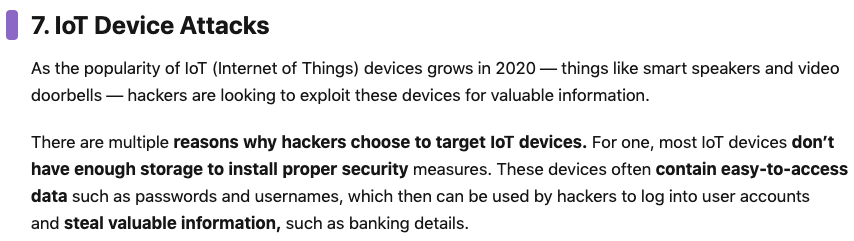 7. IoT Device Attacks
As the popularity of IoT (Internet of Things) devices grows in 2020 — things like smart speakers and video
doorbells — hackers are looking to exploit these devices for valuable information.
There are multiple reasons why hackers choose to target IoT devices. For one, most IoT devices don’t
have enough storage to install proper security measures. These devices often contain easy-to-access
data such as passwords and usernames, which then can be used by hackers to log into user accounts
and steal valuable information, such as banking details.